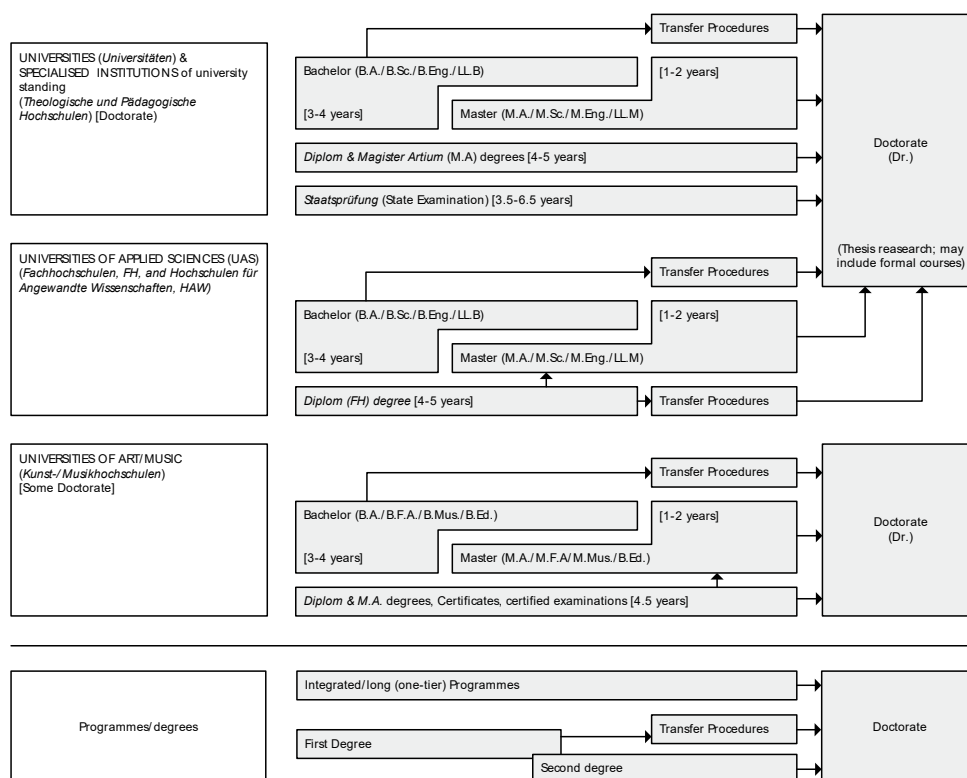 UNIVERSITIES (Universitäten) &
SPECIALISED INSTITUTIONS of university
standing
(Theologische und Pädagogische
Hochschulen) [Doctorate]
Transfer Procedures
Bachelor (B.A./B.Sc./B.Eng./LL.B)
[1-2 years]
[3-4 years]
Master (M.A./M.Sc./M.Eng./LL.M)
Diplom & Magister Artium (M.A) degrees [4-5 years]
Staatsprüfung (State Examination) [3.5-6.5 years]
Doctorate
(Dr.)
(Thesis reasearch; may
include formal courses)
UNIVERSITIES OF APPLIED SCIENCES (UAS)
(Fachhochschulen, FH, and Hochschulen für
Angewandte Wissenschaften, HAW)
Transfer Procedures
Bachelor (B.A./B.Sc./B.Eng./LL.B)
[1-2 years]
[3-4 years]
Master (M.A./M.Sc./M.Eng./LL.M)
Diplom (FH) degree [4-5 years]
Transfer Procedures
UNIVERSITIES OF ART/MUSIC
(Kunst-/Musikhochschulen)
[Some Doctorate]
Transfer Procedures
Bachelor (B.A./B.F.A./B.Mus./B.Ed.)
[1-2 years]
[3-4 years]
Master (M.A./M.F.A/M.Mus./B.Ed.)
Diplom & M.A. degrees, Certificates, certified examinations [4.5 years]
Doctorate
(Dr.)
Programmes/degrees
Integrated/long (one-tier) Programmes
Transfer Procedures
First Degree
Second degree
Doctorate